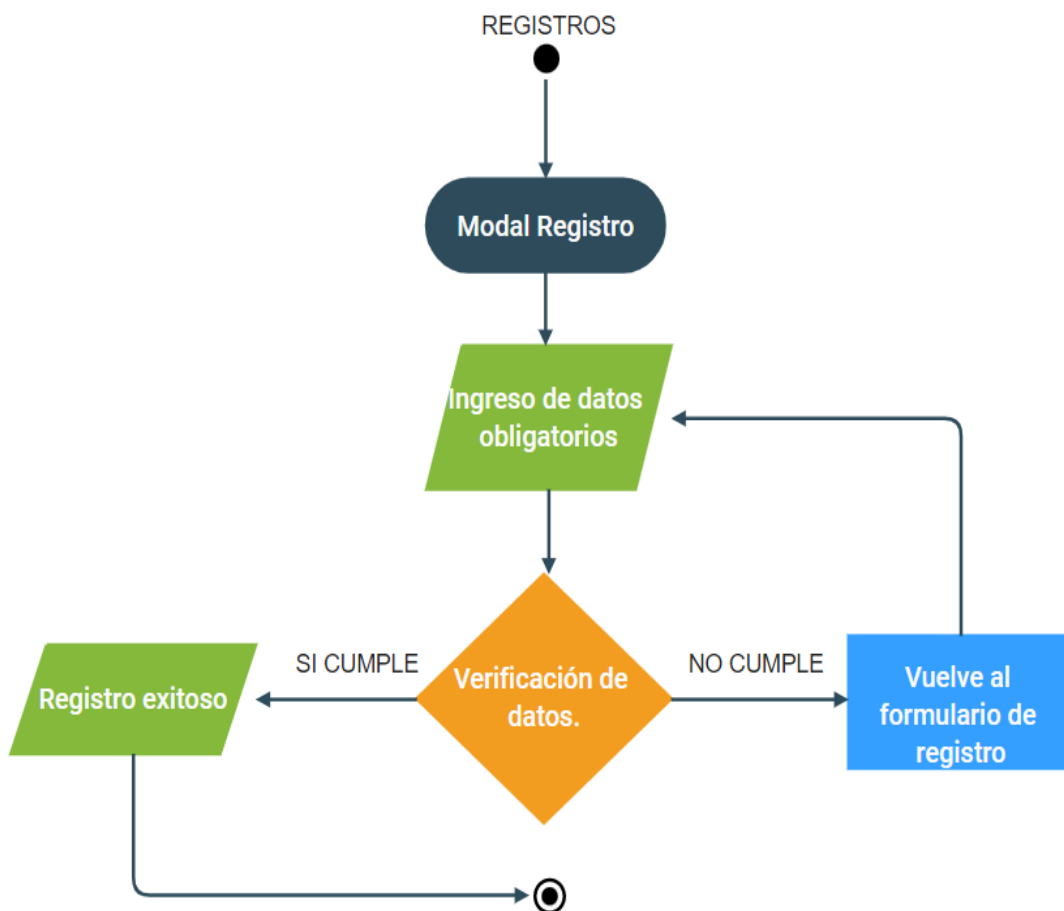 REGISTROS
Modal Registro
Ingreso de datos
obligatorios
SI CUMPLE
NO CUMPLE
Verificación de
datos.
Registro exitoso
Vuelve al
formulario de
registro